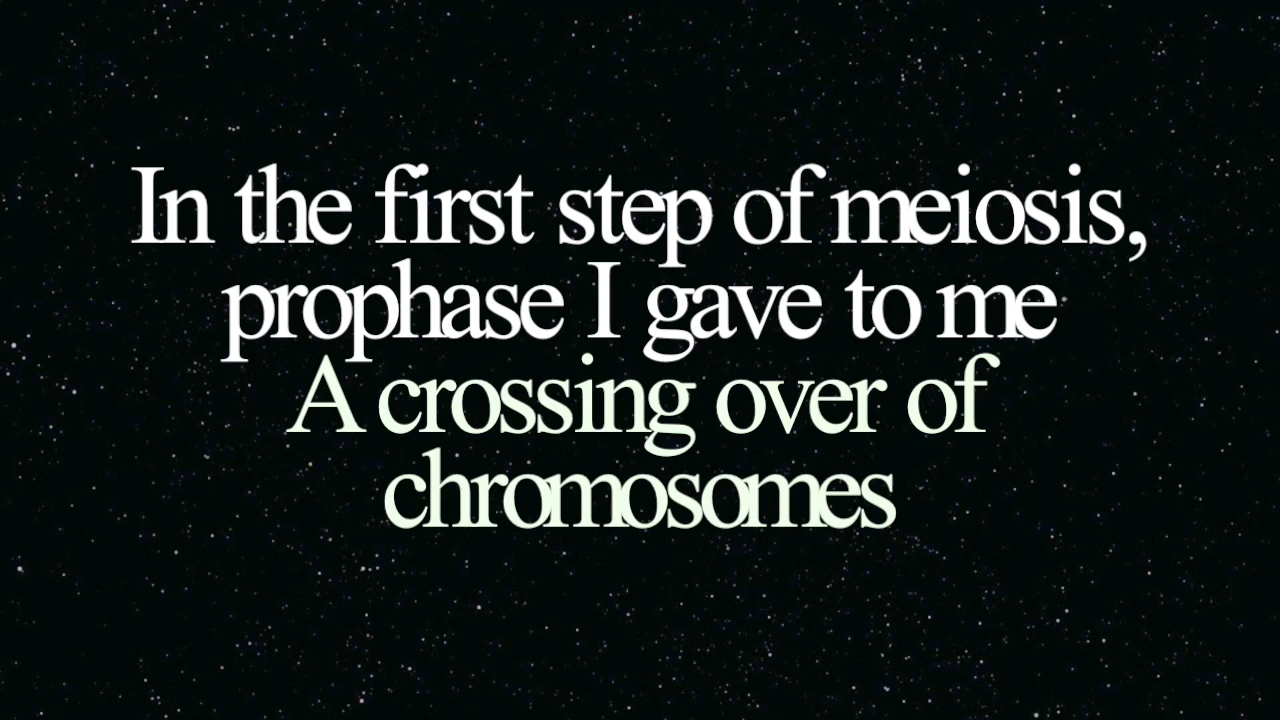 In the first step of meiosis,
prophase I gave to me
A crossing over of
chromosomes